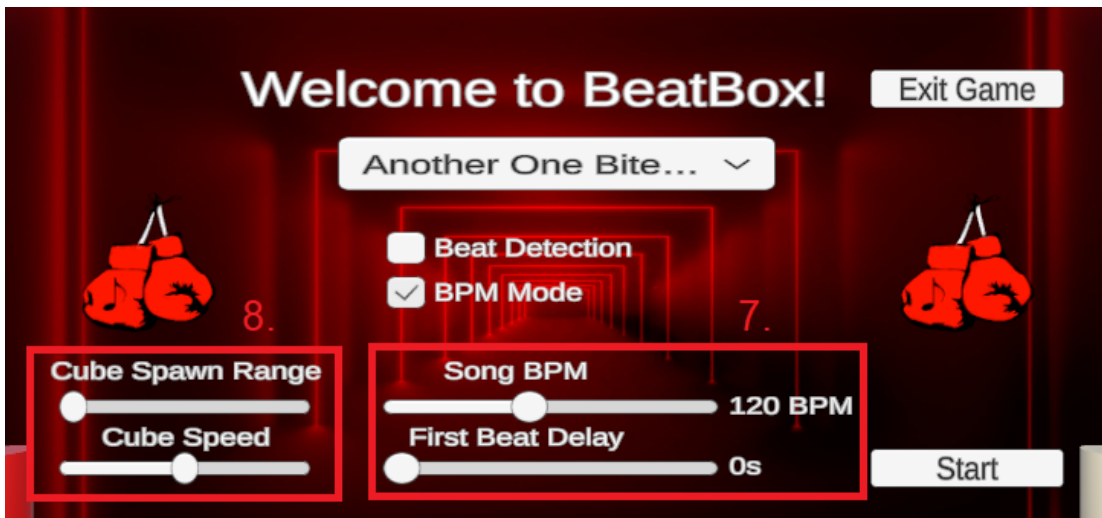 Welcome to BeatBox!
Exit Game
Another One Bite...
Beat Detection
BPM Mode
8.
7.
Cube Spawn Range
Song BPM
120 BPM
Cube Speed
First Beat Delay
0s
Start